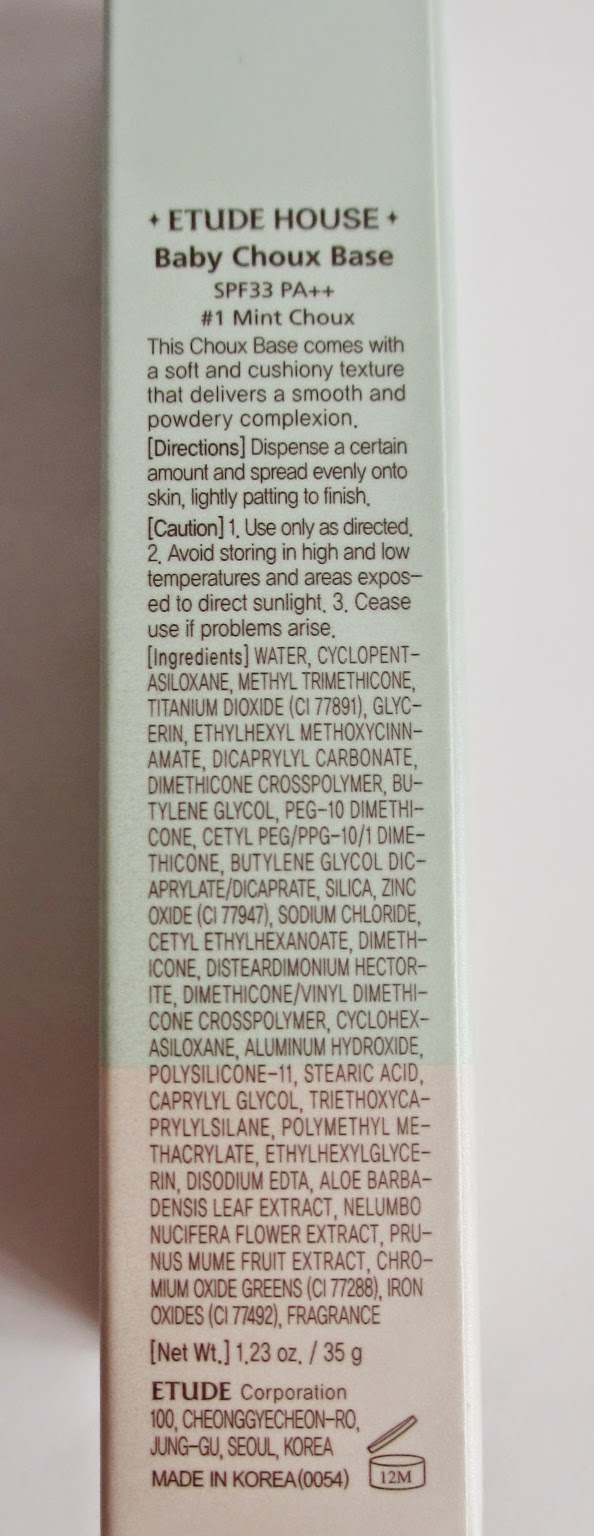 ✦ ETUDE HOUSE ✦
Baby Choux Base
SPF33 PA++
#1 Mint Choux
This Choux Base comes with
a soft and cushiony texture
that delivers a smooth and
powdery complexion.
[Directions] Dispense a certain
amount and spread evenly onto
skin, lightly patting to finish.
[Caution] 1. Use only as directed.
2. Avoid storing in high and low
temperatures and areas expos-
ed to direct sunlight. 3. Cease
use if problems arise.
[Ingredients] WATER, CYCLOPENT-
ASILOXANE, METHYL TRIMETHICONE,
TITANIUM DIOXIDE (CI 77891), GLYC-
ERIN, ETHYLHEXYL METHOXYCINN-
AMATE, DICAPRYLYL CARBONATE,
DIMETHICONE CROSSPOLYMER, BU-
TYLENE GLYCOL, PEG-10 DIMETHI-
CONE, CETYL PEG/PPG-10/1 DIME-
THICONE, BUTYLENE GLYCOL DIC-
APRYLATE/DICAPRATE, SILICA, ZINC
OXIDE (CI 77947), SODIUM CHLORIDE,
CETYL ETHYLHEXANOATE, DIMETH-
ICONE, DISTEARDIMONIUM HECTOR-
ITE, DIMETHICONE/VINYL DIMETHI-
CONE CROSSPOLYMER, CYCLOHEX-
ASILOXANE, ALUMINUM HYDROXIDE,
POLYSILICONE-11, STEARIC ACID,
CAPRYLYL GLYCOL, TRIETHOXYCA-
PRYLYLSILANE, POLYMETHYL ME-
THACRYLATE, ETHYLHEXYLGLYCE-
RIN, DISODIUM EDTA, ALOE BARBA-
DENSIS LEAF EXTRACT, NELUMBO
NUCIFERA FLOWER EXTRACT, PRU-
NUS MUME FRUIT EXTRACT, CHRO-
MIUM OXIDE GREENS (CI 77288), IRON
OXIDES (CI 77492), FRAGRANCE
[Net Wt.] 1.23 oz. / 35 g
ETUDE Corporation
100, CHEONGGYECHEON-RO,
JUNG-GU, SEOUL, KOREA
MADE IN KOREA(0054)
12M